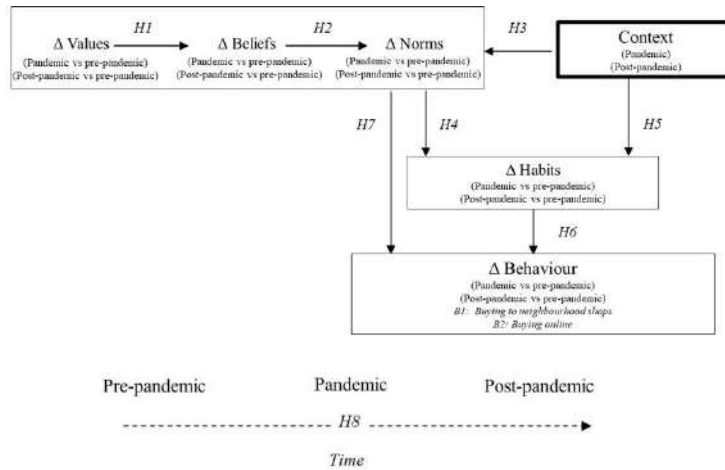 H1
H2
H3
Δ Values
Δ Beliefs
Δ Norms
Context
(Pandemic vs pre-pandemic)
(Post-pandemic vs pre-pandemic)
(Pandemic vs pre-pandemic)
(Post-pandemic vs pre-pandemic)
(Pandemic vs pre-pandemic)
(Post-pandemic vs pre-pandemic)
(Pandemic)
(Post-pandemic)
H7
H4
H5
Δ Habits
(Pandemic vs pre-pandemic)
(Post-pandemic vs pre-pandemic)
H6
Δ Behaviour
(Pandemic vs pre-pandemic)
(Post-pandemic vs pre-pandemic)
B1: Buying to neighbourhood shops
B2: Buying online
Pre-pandemic
Pandemic
Post-pandemic
H8
Time